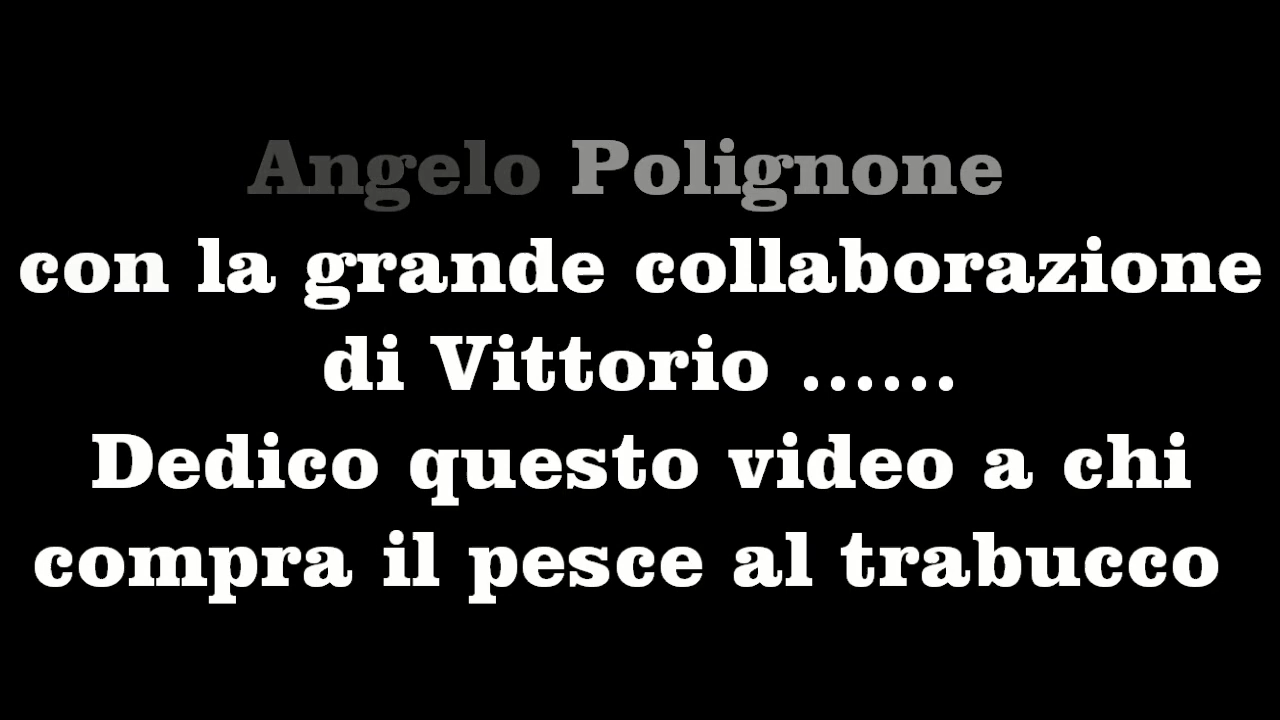 Angelo Polignone
con la grande collaborazione
di Vittorio ......
Dedico questo video a chi
compra il pesce al trabucco